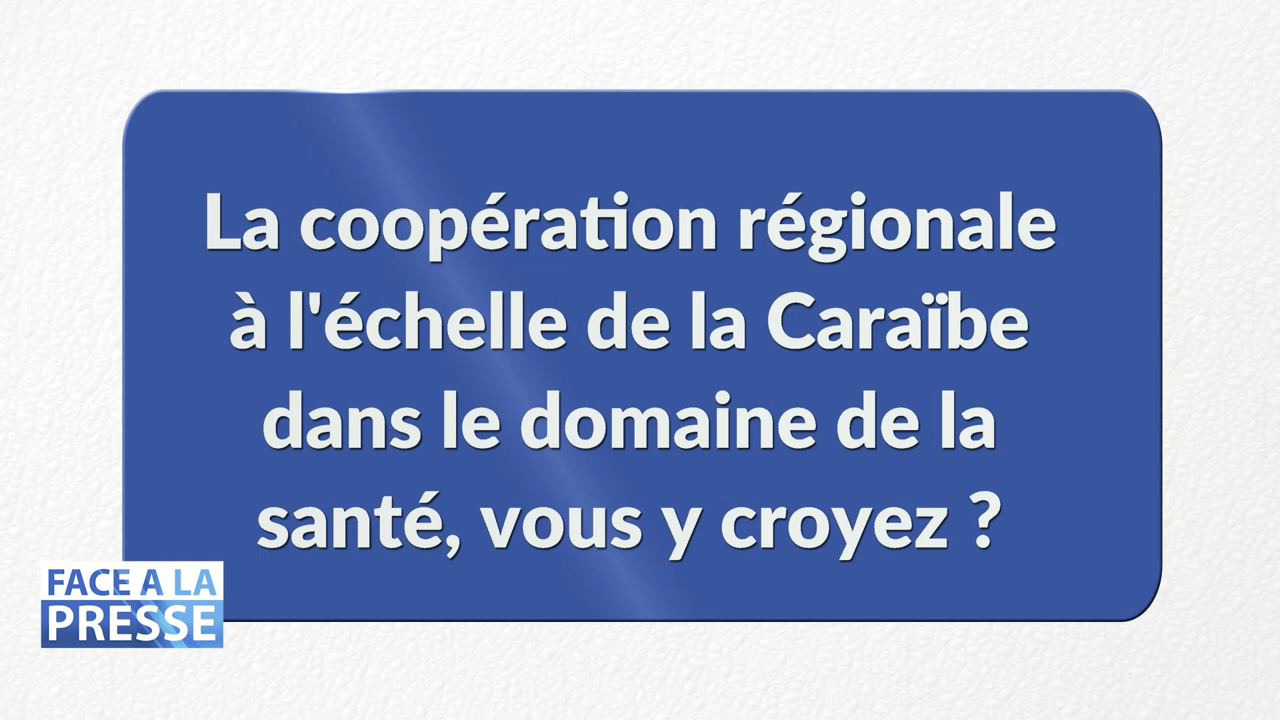 La coopération régionale
à l'échelle de la Caraïbe
dans le domaine de la
santé, vous y croyez ?
FACE A LA
PRESSE